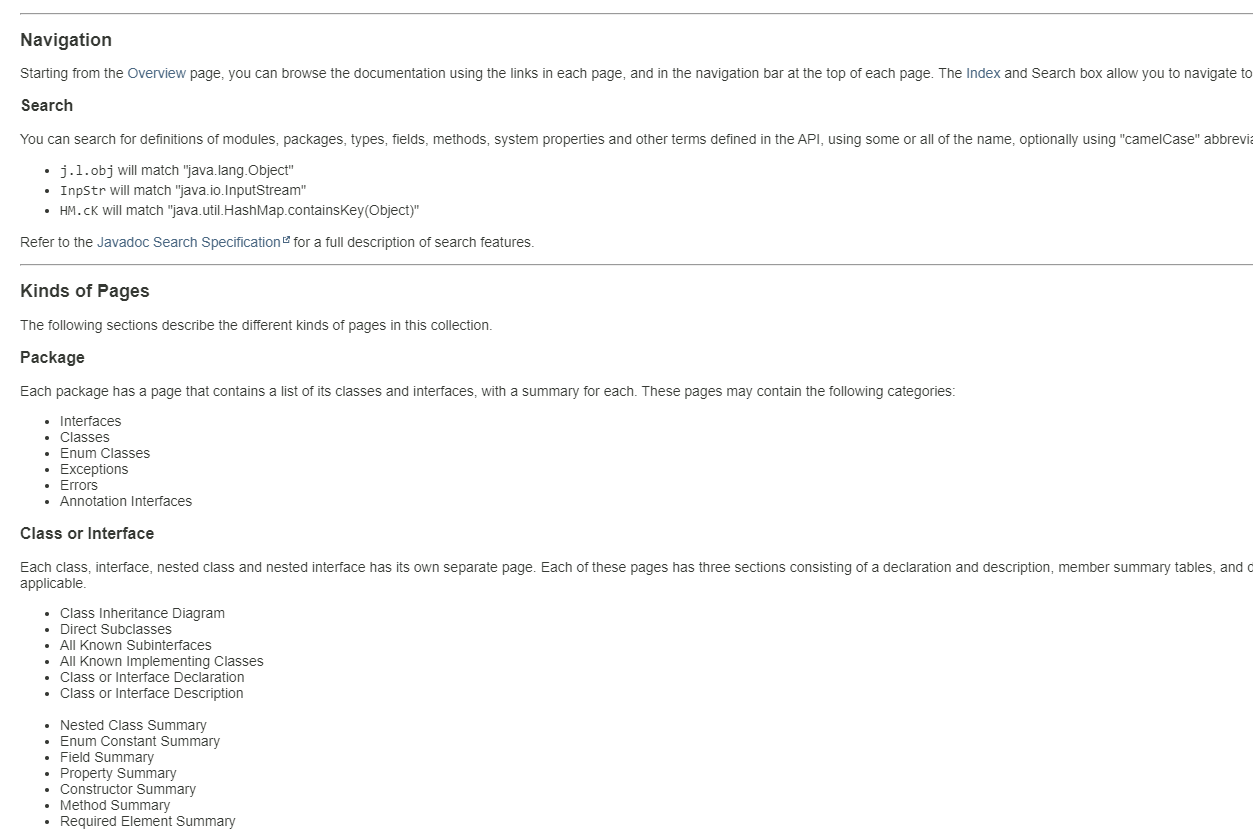 Navigation
Starting from the Overview page, you can browse the documentation using the links in each page, and in the navigation bar at the top of each page. The Index and Search box allow you to navigate to
Search
You can search for definitions of modules, packages, types, fields, methods, system properties and other terms defined in the API, using some or all of the name, optionally using "camelCase" abbrevia
• j.l.obj will match "java.lang.Object"
• InpStr will match "java.io.InputStream"
• HM.cK will match "java.util.HashMap.containsKey(Object)"
Refer to the Javadoc Search Specification for a full description of search features.
Kinds of Pages
The following sections describe the different kinds of pages in this collection.
Package
Each package has a page that contains a list of its classes and interfaces, with a summary for each. These pages may contain the following categories:
• Interfaces
• Classes
• Enum Classes
• Exceptions
• Errors
• Annotation Interfaces
Class or Interface
Each class, interface, nested class and nested interface has its own separate page. Each of these pages has three sections consisting of a declaration and description, member summary tables, and
applicable.
• Class Inheritance Diagram
• Direct Subclasses
• All Known Subinterfaces
• All Known Implementing Classes
• Class or Interface Declaration
• Class or Interface Description
• Nested Class Summary
• Enum Constant Summary
• Field Summary
• Property Summary
• Constructor Summary
• Method Summary
• Required Element Summary